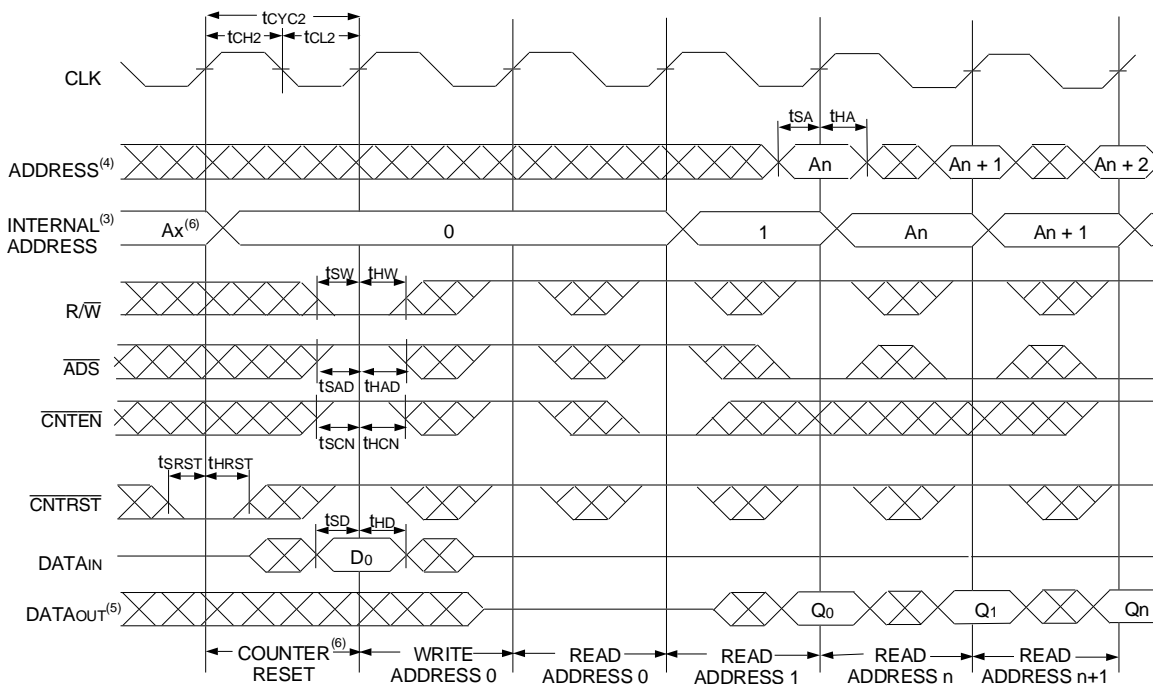 tCYC2
tCH2 tCL2
CLK
tSA tHA
ADDRESS(4) An An + 1 An + 2
INTERNAL(3)
ADDRESS
Ax(6) 0 1 An An + 1
tSW tHW
R/W̅
A̅D̅S̅
tSAD tHAD
C̅N̅T̅E̅N̅
tSCN tHCN
tSRST tHRST
C̅N̅T̅R̅S̅T̅
tSD tHD
DATAIN D0
DATAOUT(5) Q0 Q1 Qn
COUNTER(6)
RESET
WRITE
ADDRESS 0
READ
ADDRESS 0
READ
ADDRESS 1
READ
ADDRESS n
READ
ADDRESS n+1